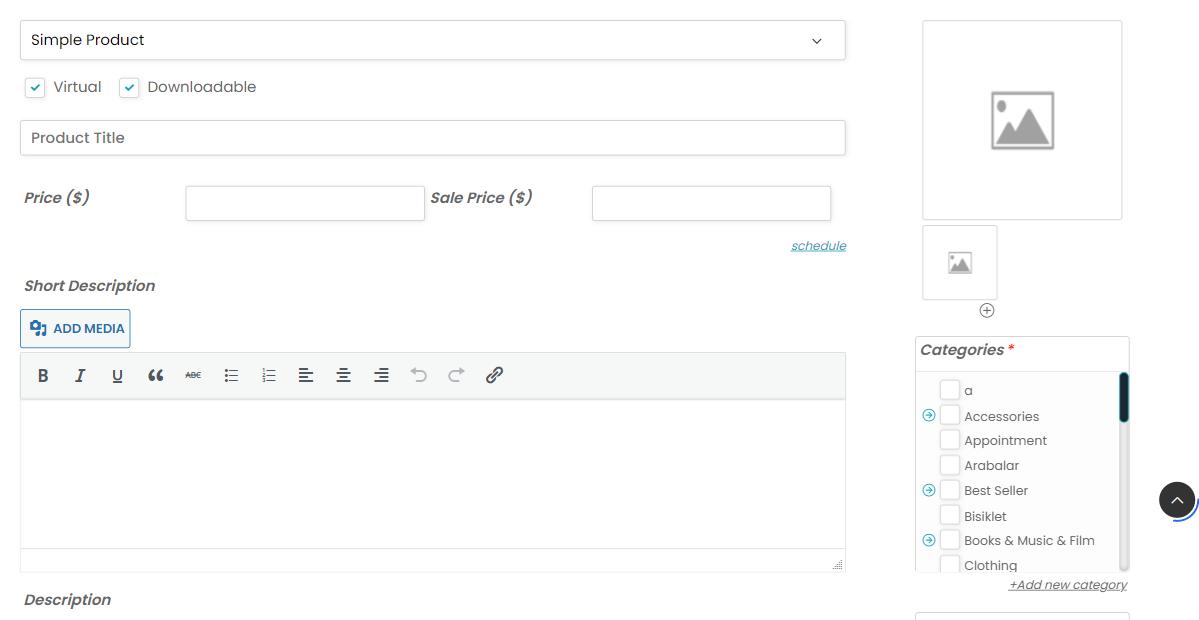 Simple Product
Virtual Downloadable
Product Title
Price ($) Sale Price ($)
schedule
Short Description
ADD MEDIA
B I U ABC
Description
Categories *
a
Accessories
Appointment
Arabalar
Best Seller
Bisiklet
Books & Music & Film
Clothing
+Add new category